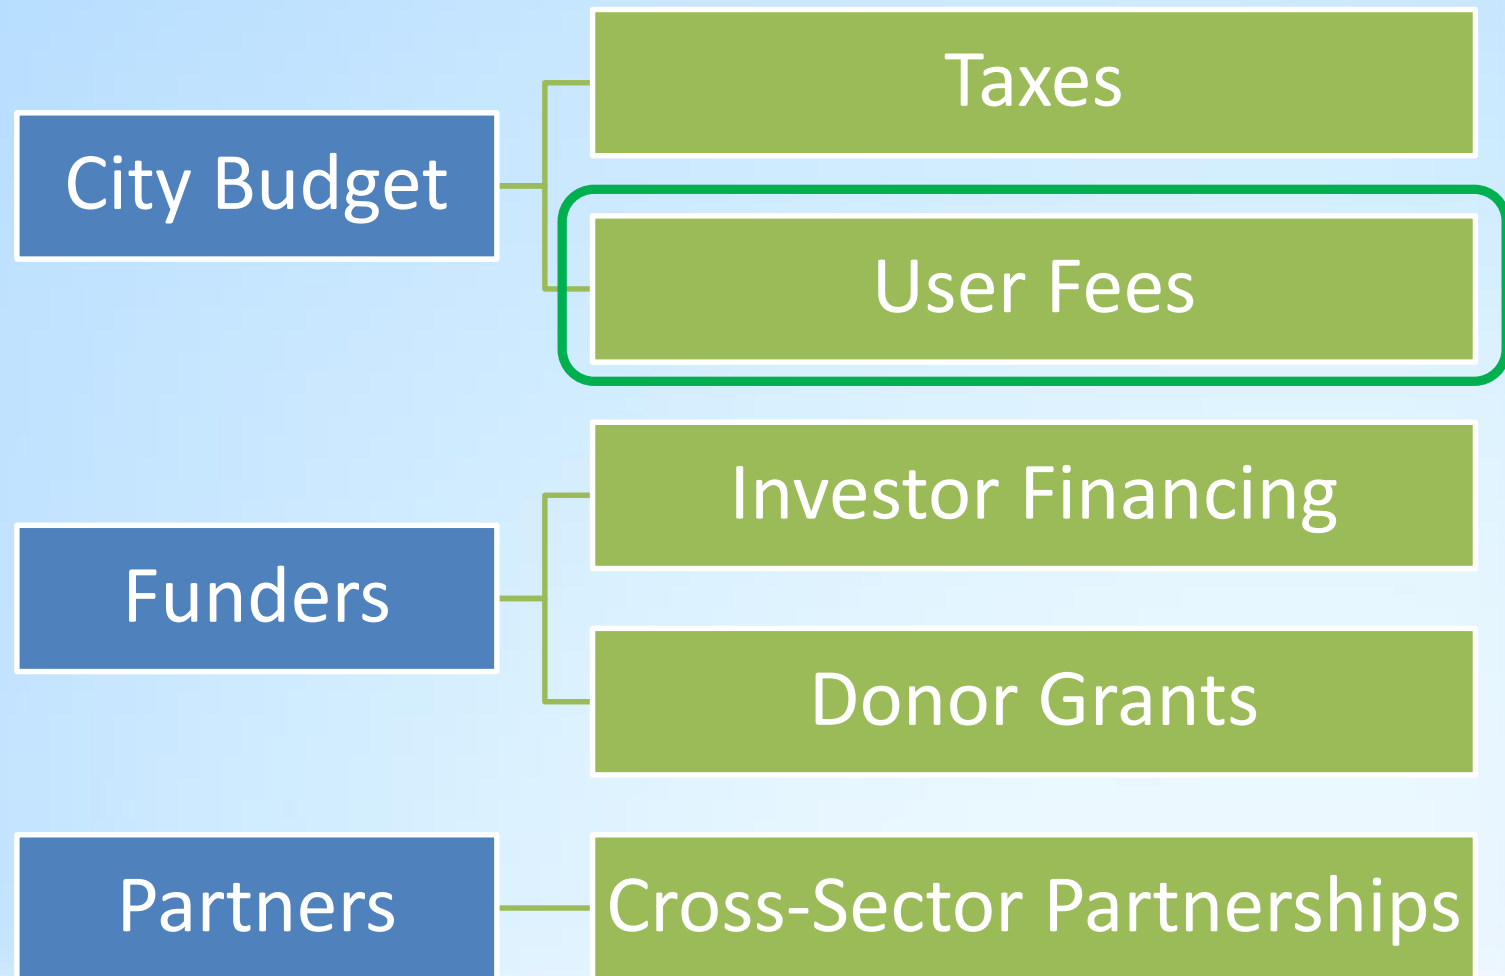 City Budget
Taxes
User Fees
Funders
Investor Financing
Donor Grants
Partners
Cross-Sector Partnerships